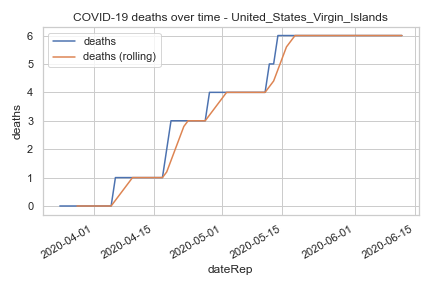 COVID-19 deaths over time - United_States_Virgin_Islands
deaths
deaths (rolling)
6
5
4
3
2
1
0
deaths
2020-04-01
2020-04-15
2020-05-01
2020-05-15
2020-06-01
2020-06-15
dateRep